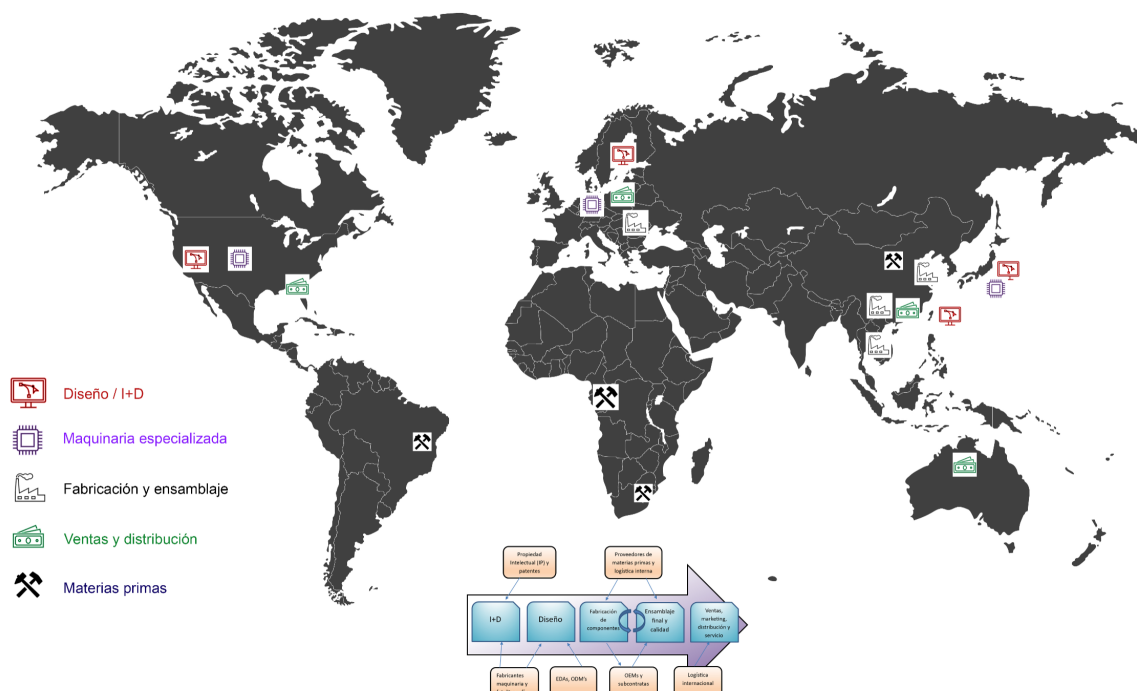 Diseño / I+D
Maquinaria especializada
Fabricación y ensamblaje
Ventas y distribución
Materias primas
Propiedad
Intelectual (IP) y
patentes
Proveedores de
materias primas y
logística interna
I+D
Diseño
Fabricación
de
componentes
Ensamblaje
final y
calidad
Ventas,
marketing,
distribución y
servicio
Fabricantes
maquinaria y
EDAs, ODM's
OEMs y
subcontratas
Logística
internacional